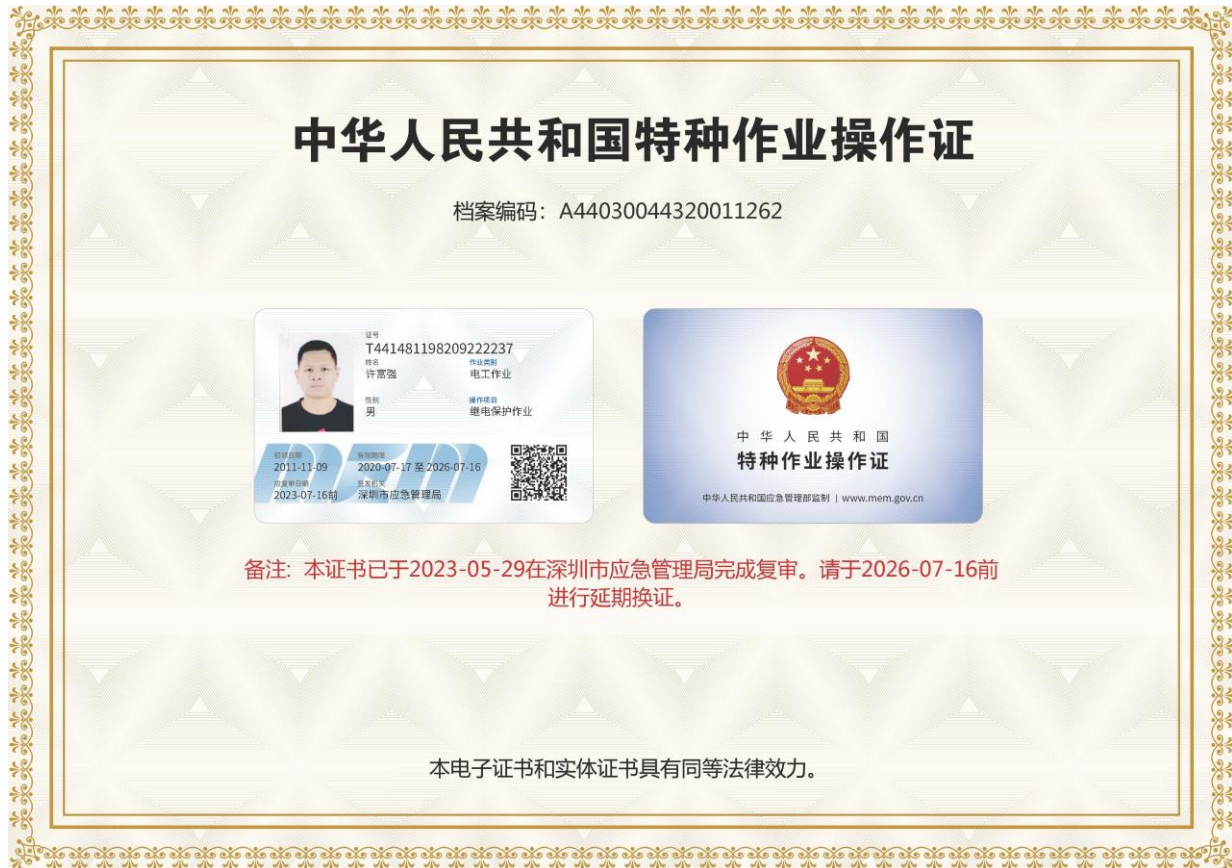 中华人民共和国特种作业操作证
档案编码：A44030044320011262
证号
T441481198209222237
姓名 作业类别
许富强 电工作业
性别 操作项目
男 继电保护作业
初领日期 有效期限
2011-11-09 2020-07-17 至 2026-07-16
应复审日期 签发机关
2023-07-16前 深圳市应急管理局
中华人民共和国
特种作业操作证
中华人民共和国应急管理部监制 | www.mem.gov.cn
备注：本证书已于2023-05-29在深圳市应急管理局完成复审。请于2026-07-16前
进行延期换证。
本电子证书和实体证书具有同等法律效力。